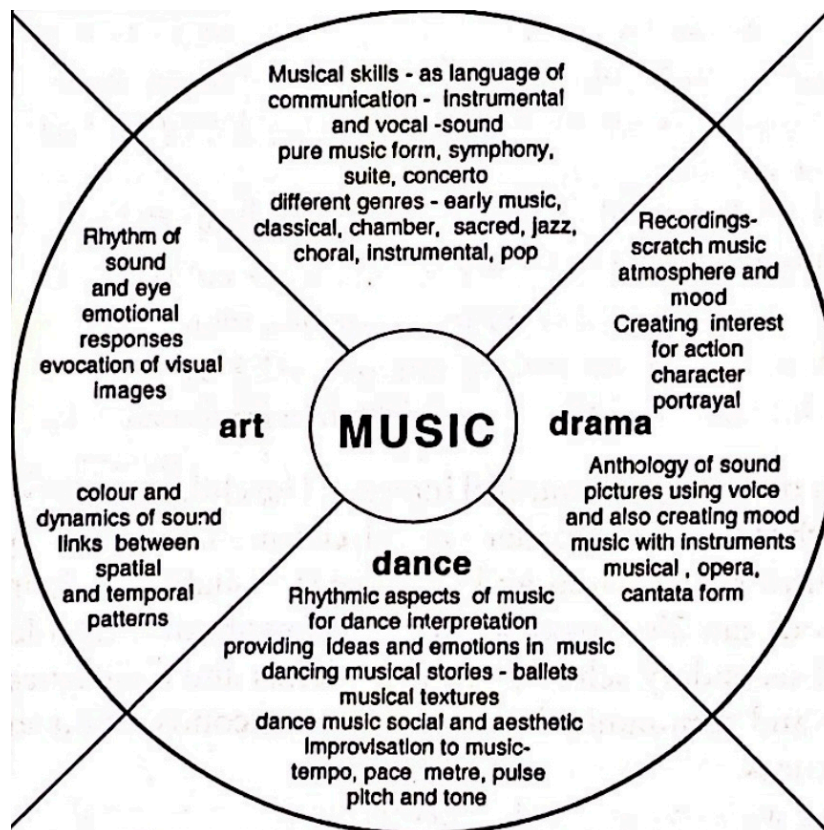 Musical skills - as language of
communication - Instrumental
and vocal -sound
pure music form, symphony,
suite, concerto
different genres - early music,
classical, chamber, sacred, jazz,
choral, instrumental, pop
Rhythm of
sound
and eye
emotional
responses
evocation of visual
images
art
colour and
dynamics of sound
links between
spatial
and temporal
patterns
MUSIC
Recordings-
scratch music
atmosphere and
mood
Creating interest
for action
character
portrayal
drama
Anthology of sound
pictures using voice
and also creating mood
music with instruments
musical , opera,
cantata form
dance
Rhythmic aspects of music
for dance interpretation
providing ideas and emotions in music
dancing musical stories - ballets
musical textures
dance music social and aesthetic
Improvisation to music-
tempo, pace, metre, pulse
pitch and tone